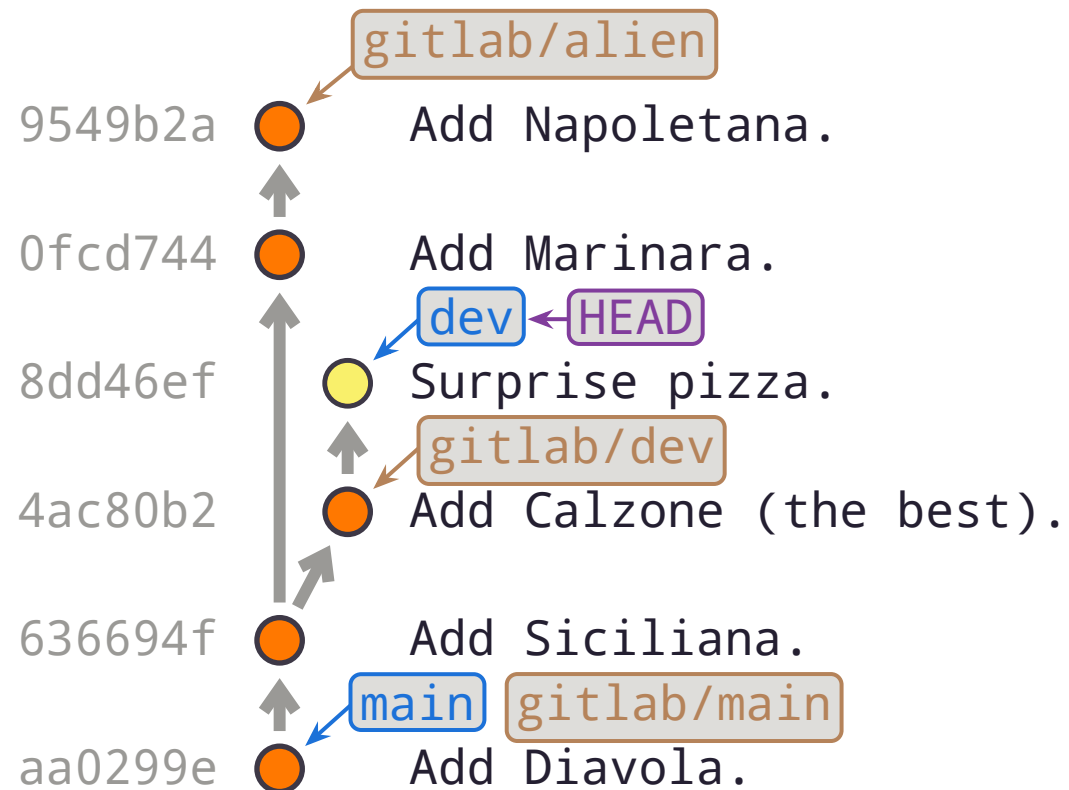 gitlab/alien
9549b2a Add Napoletana.
0fcd744 Add Marinara.
dev HEAD
8dd46ef Surprise pizza.
gitlab/dev
4ac80b2 Add Calzone (the best).
636694f Add Siciliana.
main gitlab/main
aa0299e Add Diavola.